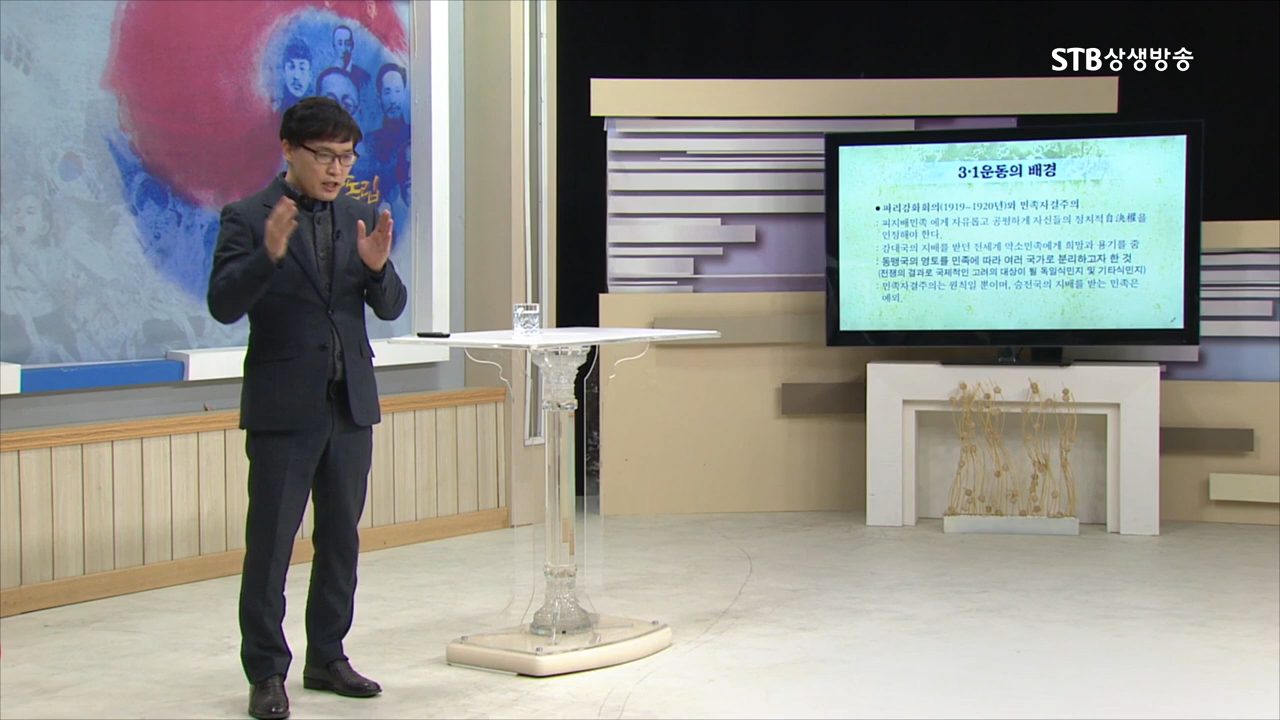 STB상생방송
독립
3·1운동의 배경
● 파리강화회의(1919~1920년)와 민족자결주의
: 피지배민족 에게 자유롭고 공평하게 자신들의 정치적自決權을
인정해야 한다.
: 강대국의 지배를 받던 전세계 약소민족에게 희망과 용기를 줌
: 동맹국의 영토를 민족에 따라 여러 국가로 분리하고자 한 것
(전쟁의 결과로 국제적인 고려의 대상이 될 독일식민지 및 기타식민지)
: 민족자결주의는 원칙일 뿐이며, 승전국의 지배를 받는 민족은
예외.